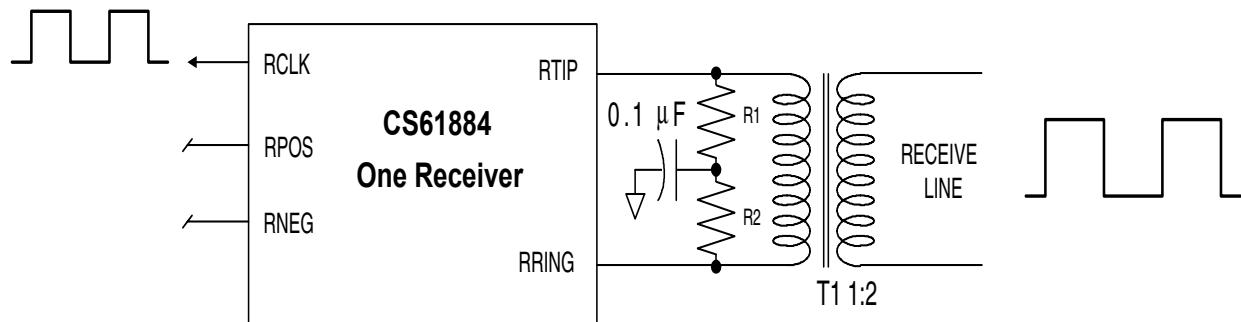 RCLK
RTIP
0.1 μF
R1
CS61884
One Receiver
RPOS
RECEIVE
LINE
RNEG
R2
RRING
T1 1:2